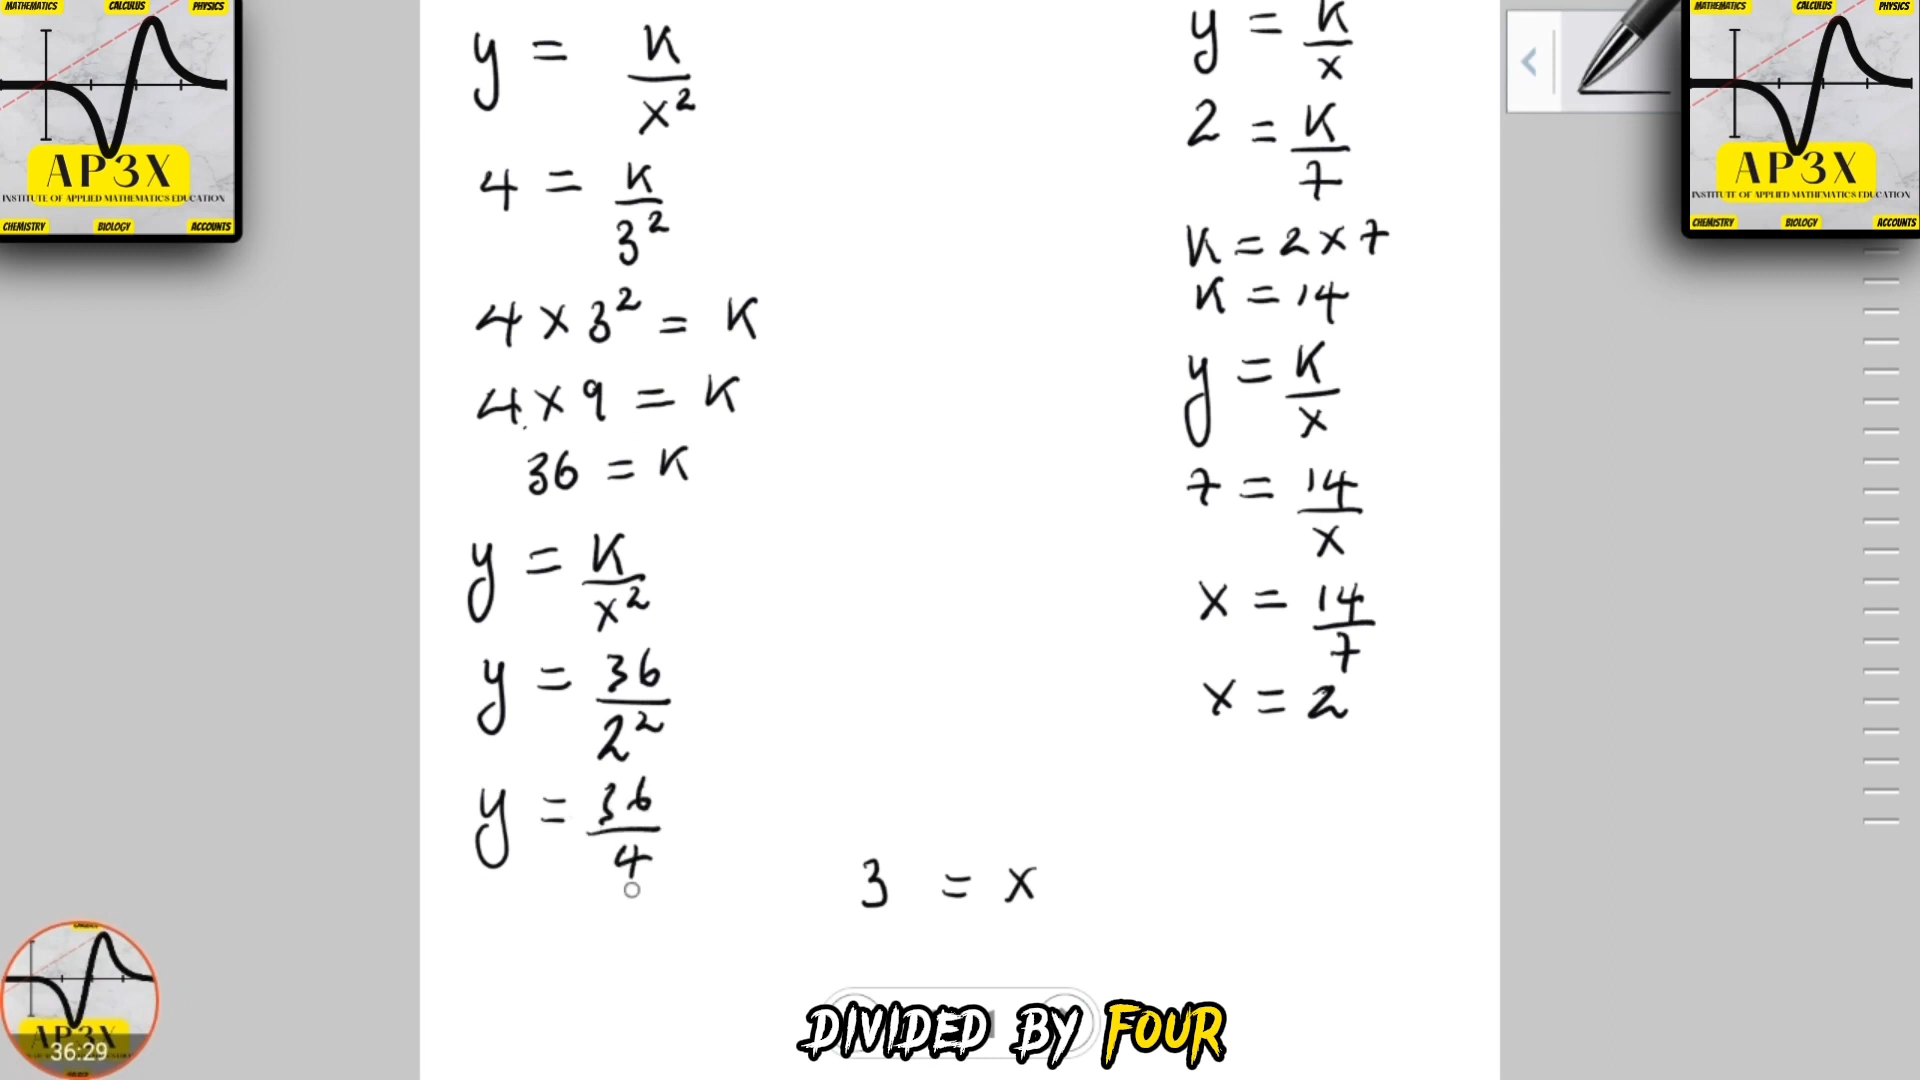 MATHEMATICS CALCULUS PHYSICS
AP3X
INSTITUTE OF APPLIED MATHEMATICS EDUCATION
CHEMISTRY BIOLOGY ACCOUNTS
y = K/x²
4 = K/3²
4 × 3² = K
4 × 9 = K
36 = K
y = K/x²
y = 36/2²
y = 36/4
3 = x
y = K/x
2 = K/7
K = 2 × 7
K = 14
y = K/x
7 = 14/x
x = 14/7
x = 2
MATHEMATICS CALCULUS PHYSICS
AP3X
INSTITUTE OF APPLIED MATHEMATICS EDUCATION
CHEMISTRY BIOLOGY ACCOUNTS
AP3X
36:29
DIVIDED BY FOUR